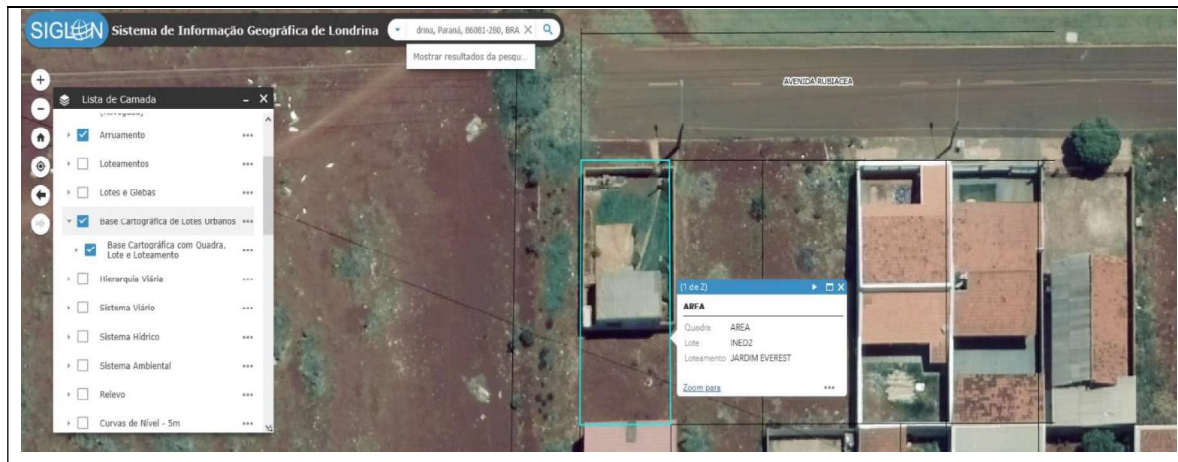 SIGLON Sistema de Informação Geográfica de Londrina
drina, Paraná, 86081-280, BRA
Mostrar resultados da pesqu...
AVENIDA RUBIACEA
Lista de Camada
Arruamento
Loteamentos
Lotes e Glebas
Base Cartográfica de Lotes Urbanos
Base Cartográfica com Quadra,
Lote e Loteamento
Hierarquia Viária
Sistema Viário
Sistema Hídrico
Sistema Ambiental
Relevo
Curvas de Nível - 5m
(1 de 2)
AREA
Quadra AREA
Lote INED2
Loteamento JARDIM EVEREST
Zoom para